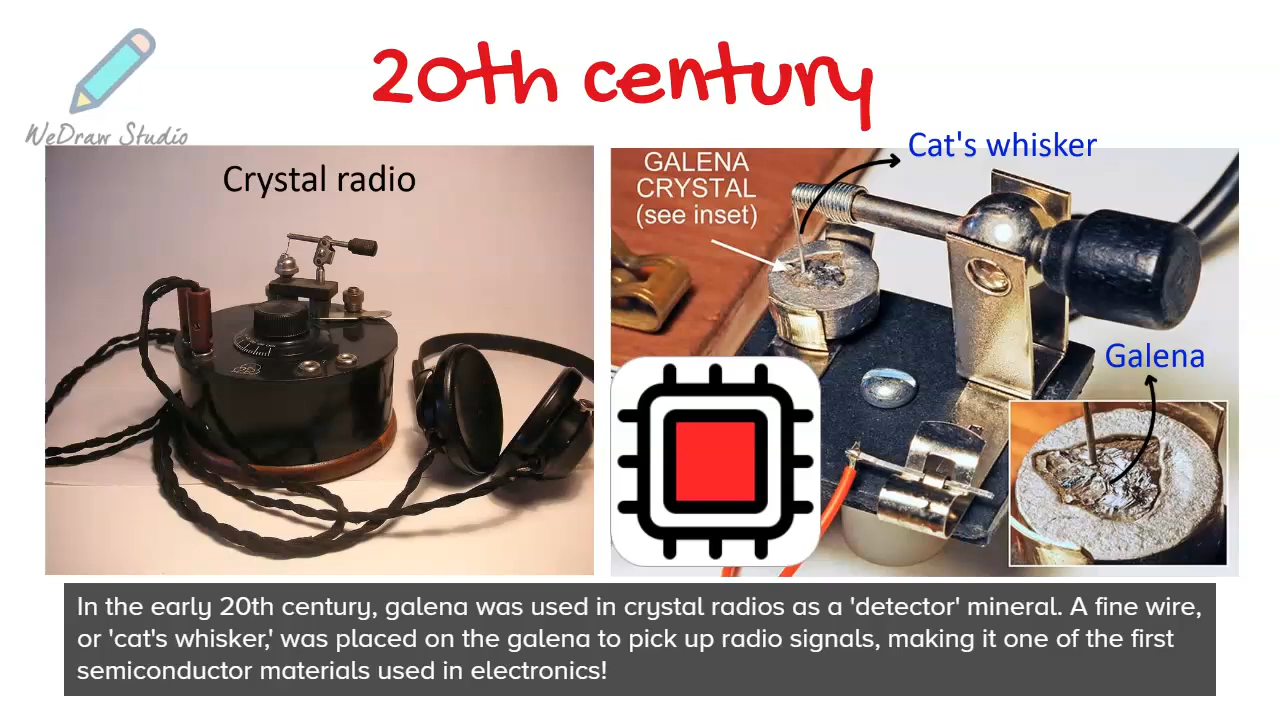 20th century
WeDraw Studio
Crystal radio
Cat's whisker
GALENA
CRYSTAL
(see inset)
Galena
In the early 20th century, galena was used in crystal radios as a 'detector' mineral. A fine wire,
or 'cat's whisker,' was placed on the galena to pick up radio signals, making it one of the first
semiconductor materials used in electronics!